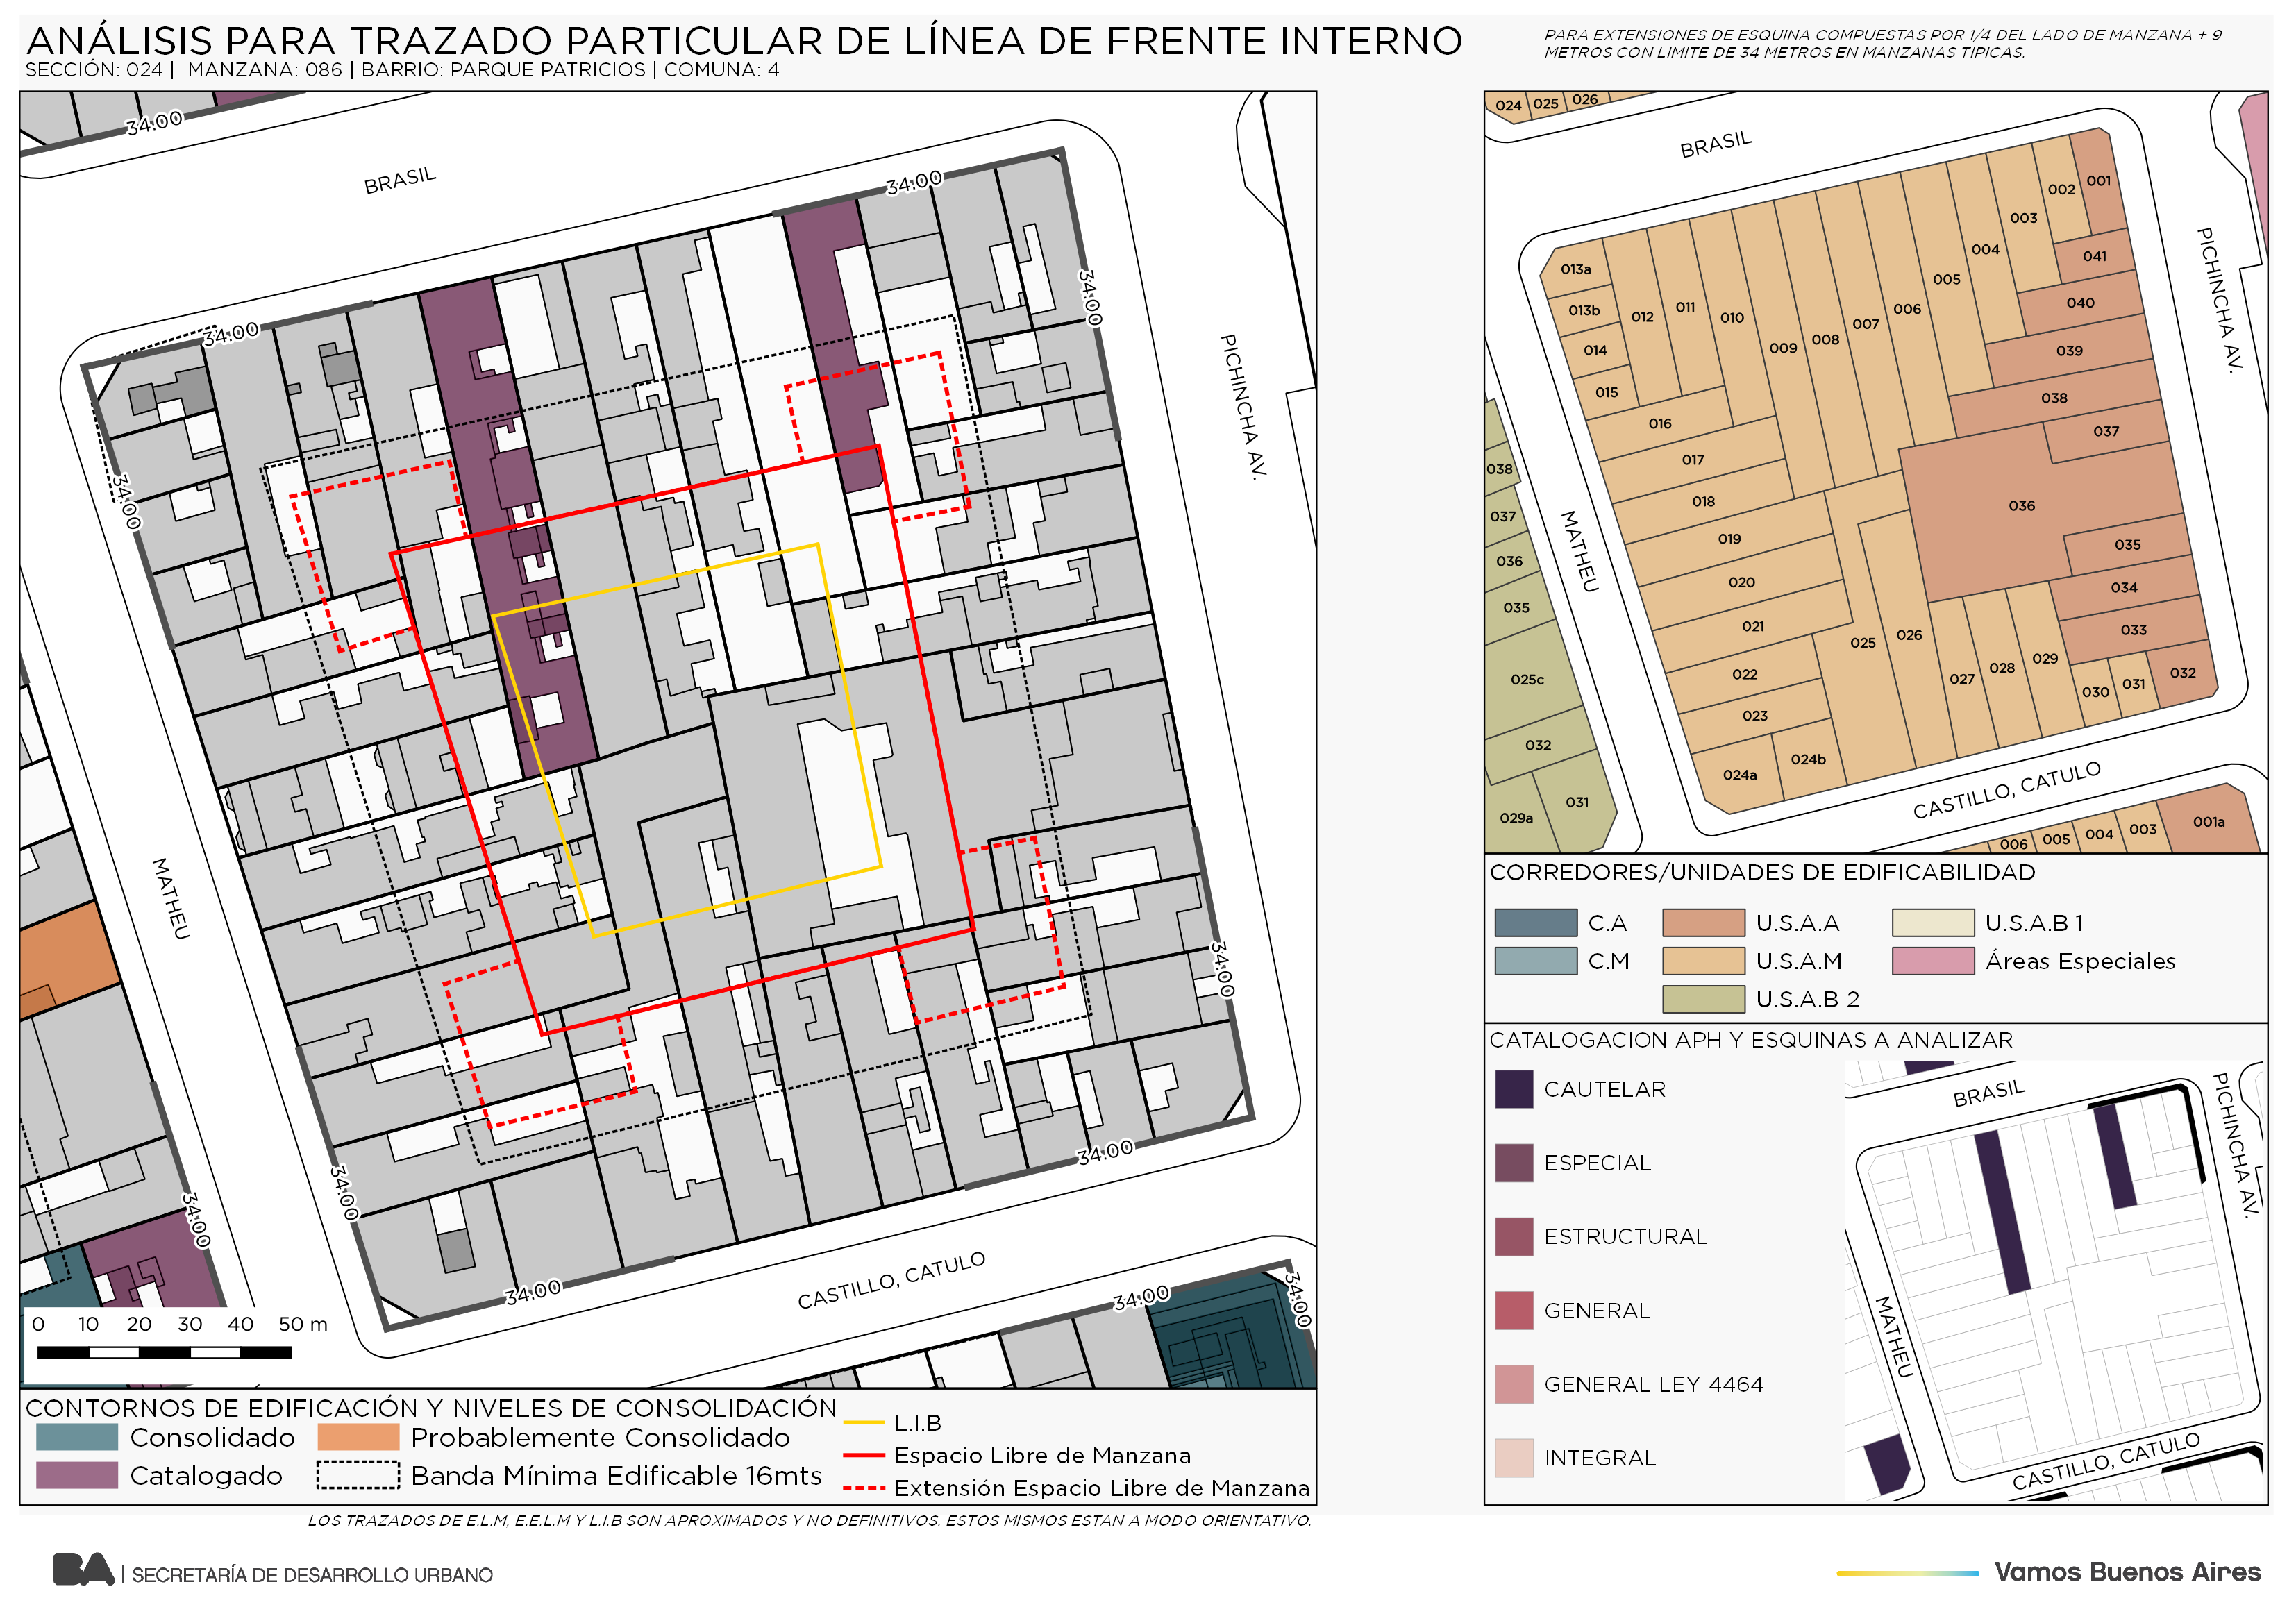 ANÁLISIS PARA TRAZADO PARTICULAR DE LÍNEA DE FRENTE INTERNO
SECCIÓN: 024 | MANZANA: 086 | BARRIO: PARQUE PATRICIOS | COMUNA: 4
PARA EXTENSIONES DE ESQUINA COMPUESTAS POR 1/4 DEL LADO DE MANZANA + 9
METROS CON LIMITE DE 34 METROS EN MANZANAS TIPICAS.
34.00
BRASIL
34.00
34.00
34.00
34.00
PICHINCHA AV.
MATHEU
34.00
34.00
34.00
34.00
34.00
CASTILLO, CATULO
34.00
34.00
0 10 20 30 40 50 m
CONTORNOS DE EDIFICACIÓN Y NIVELES DE CONSOLIDACIÓN
Consolidado
Probablemente Consolidado
Catalogado
Banda Mínima Edificable 16mts
L.I.B
Espacio Libre de Manzana
Extensión Espacio Libre de Manzana
LOS TRAZADOS DE E.L.M, E.E.L.M Y L.I.B SON APROXIMADOS Y NO DEFINITIVOS. ESTOS MISMOS ESTAN A MODO ORIENTATIVO.
024 025 026
BRASIL
PICHINCHA AV.
MATHEU
CASTILLO, CATULO
001
002
003
004
005
006
007
008
009
010
011
012
013a
013b
014
015
016
017
018
019
020
021
022
023
024a
024b
025
026
027
028
029
030
031
032
033
034
035
036
037
038
039
040
041
038
037
036
035
025c
032
031
029a
006 005 004 003 001a
CORREDORES/UNIDADES DE EDIFICABILIDAD
C.A
C.M
U.S.A.A
U.S.A.M
U.S.A.B 2
U.S.A.B 1
Áreas Especiales
CATALOGACION APH Y ESQUINAS A ANALIZAR
CAUTELAR
ESPECIAL
ESTRUCTURAL
GENERAL
GENERAL LEY 4464
INTEGRAL
BRASIL
PICHINCHA AV.
MATHEU
CASTILLO, CATULO
BA | SECRETARÍA DE DESARROLLO URBANO
Vamos Buenos Aires